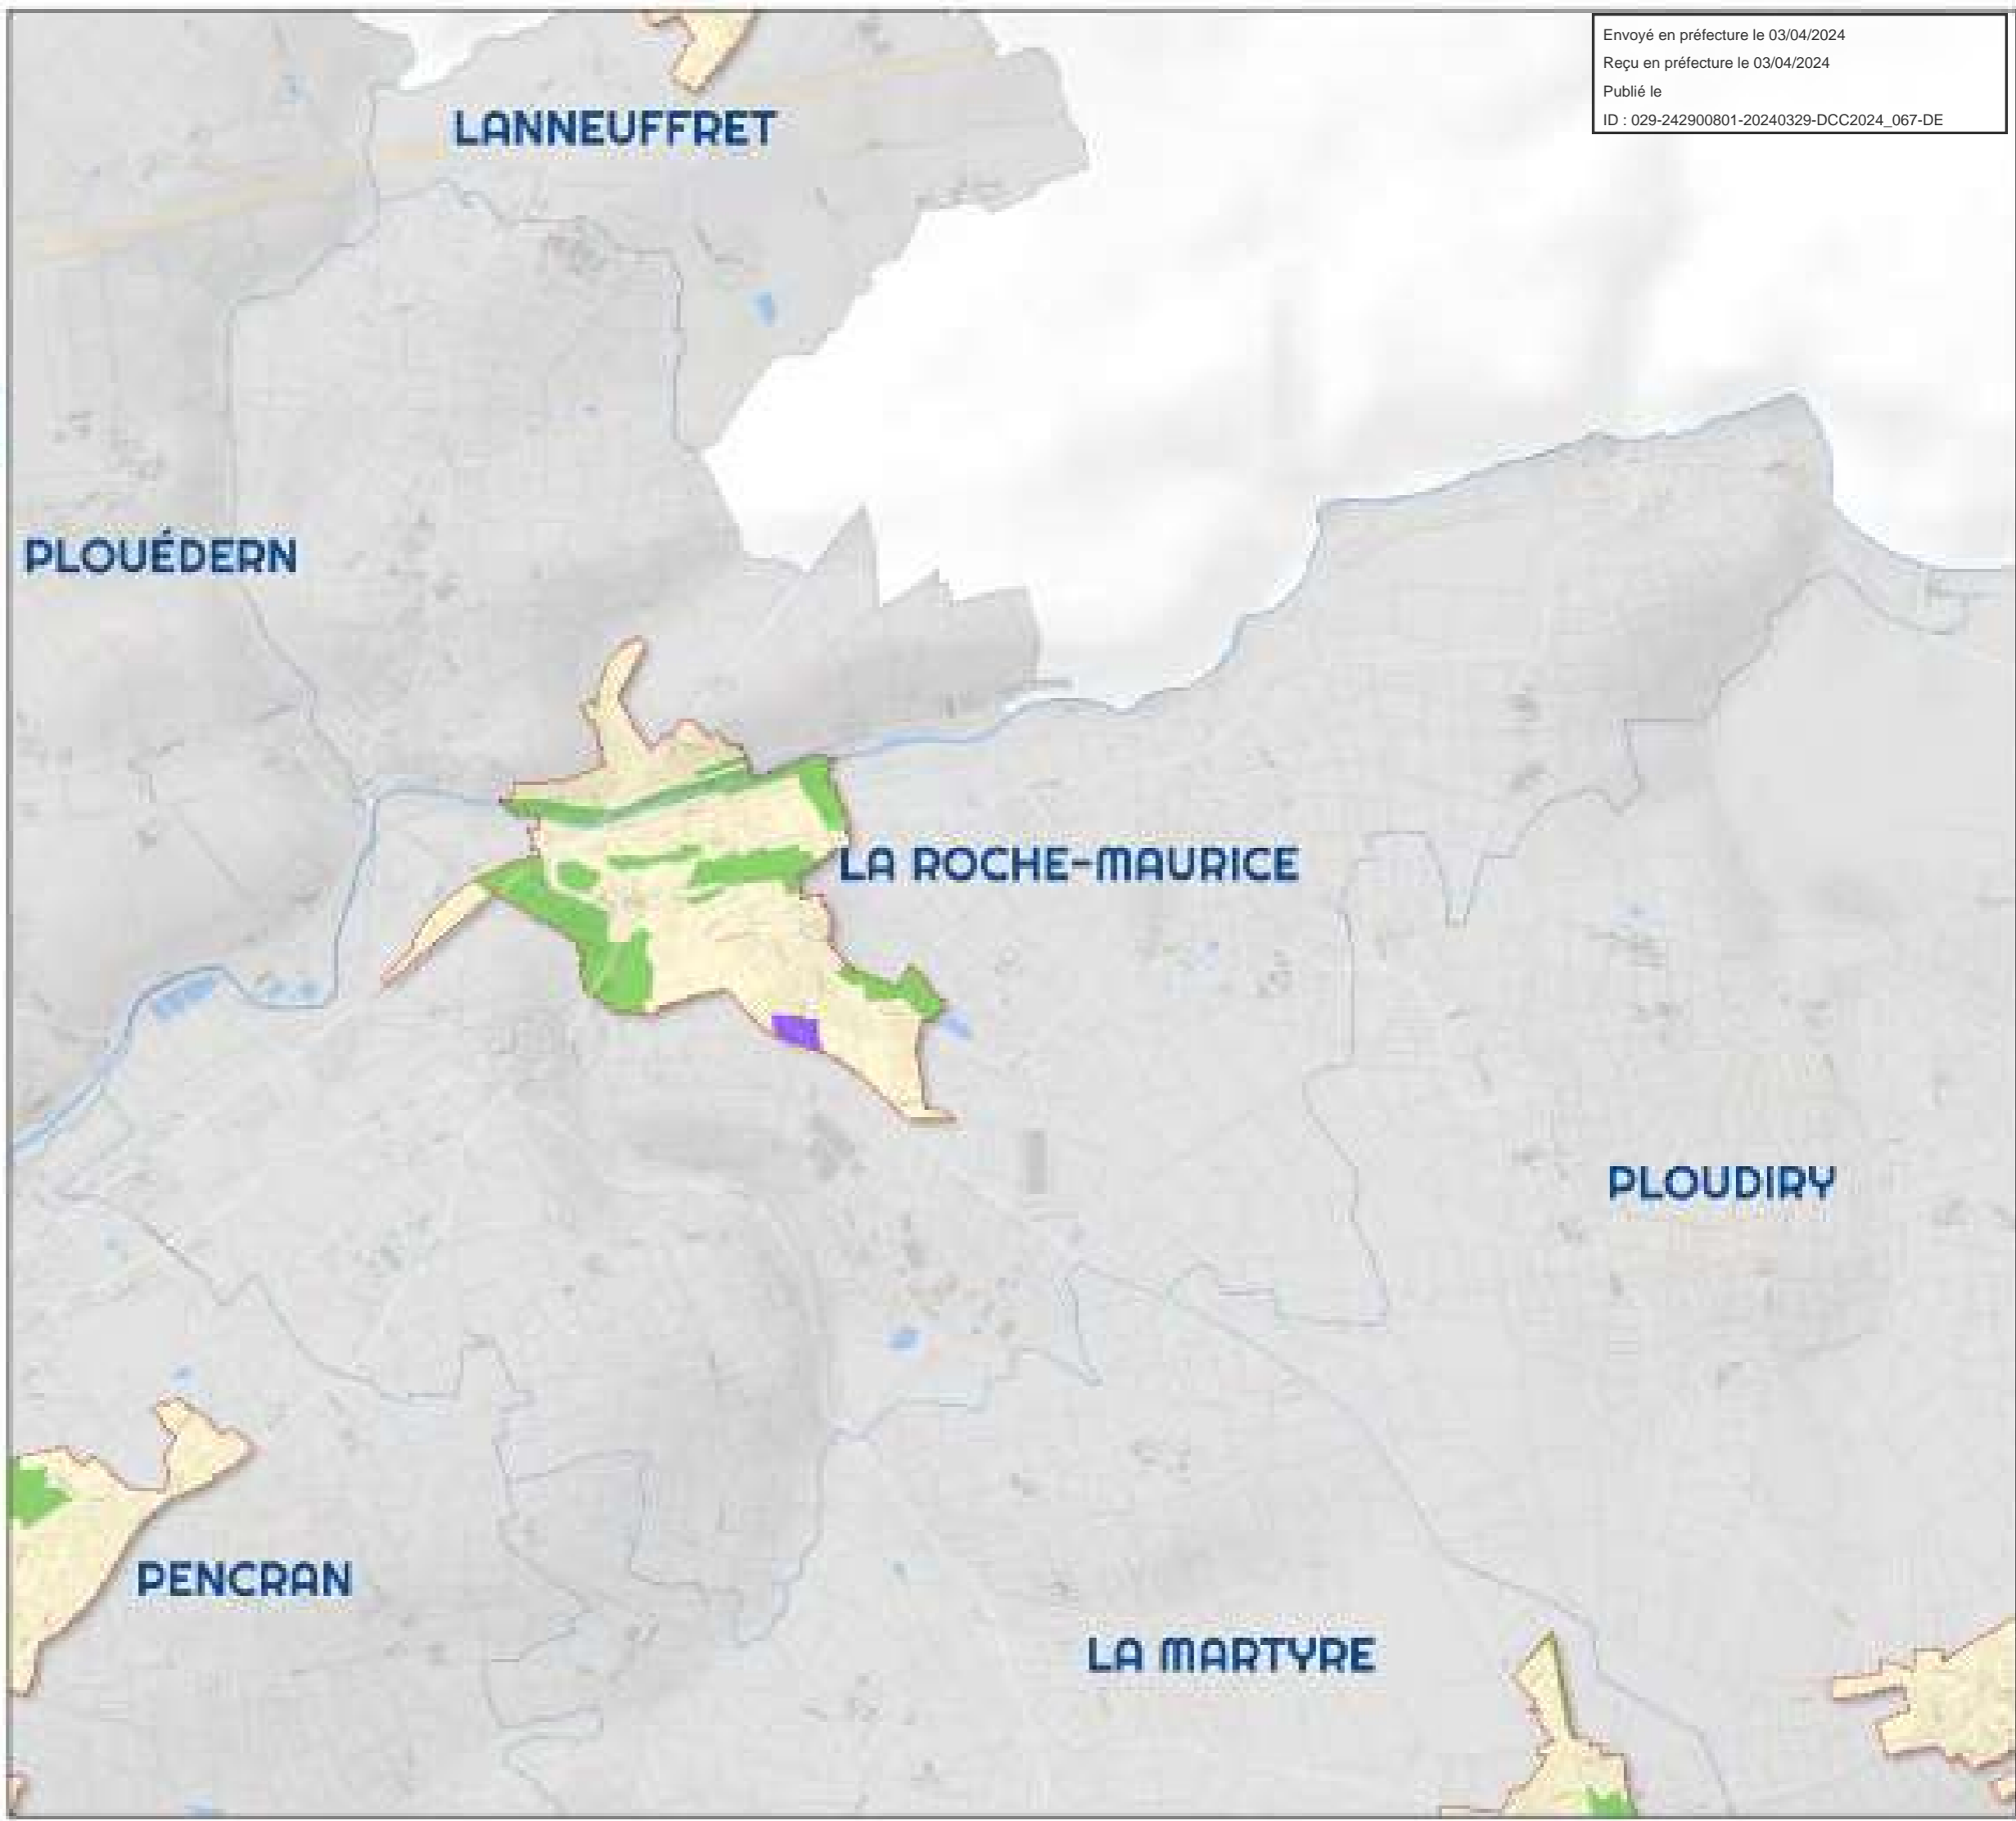 Envoyé en préfecture le 03/04/2024
Reçu en préfecture le 03/04/2024
Publié le
ID : 029-242900801-20240329-DCC2024_067-DE
LANNEUFFRET
PLOUÉDERN
LA ROCHE-MAURICE
PLOUDIRY
PENCRAN
LA MARTYRE